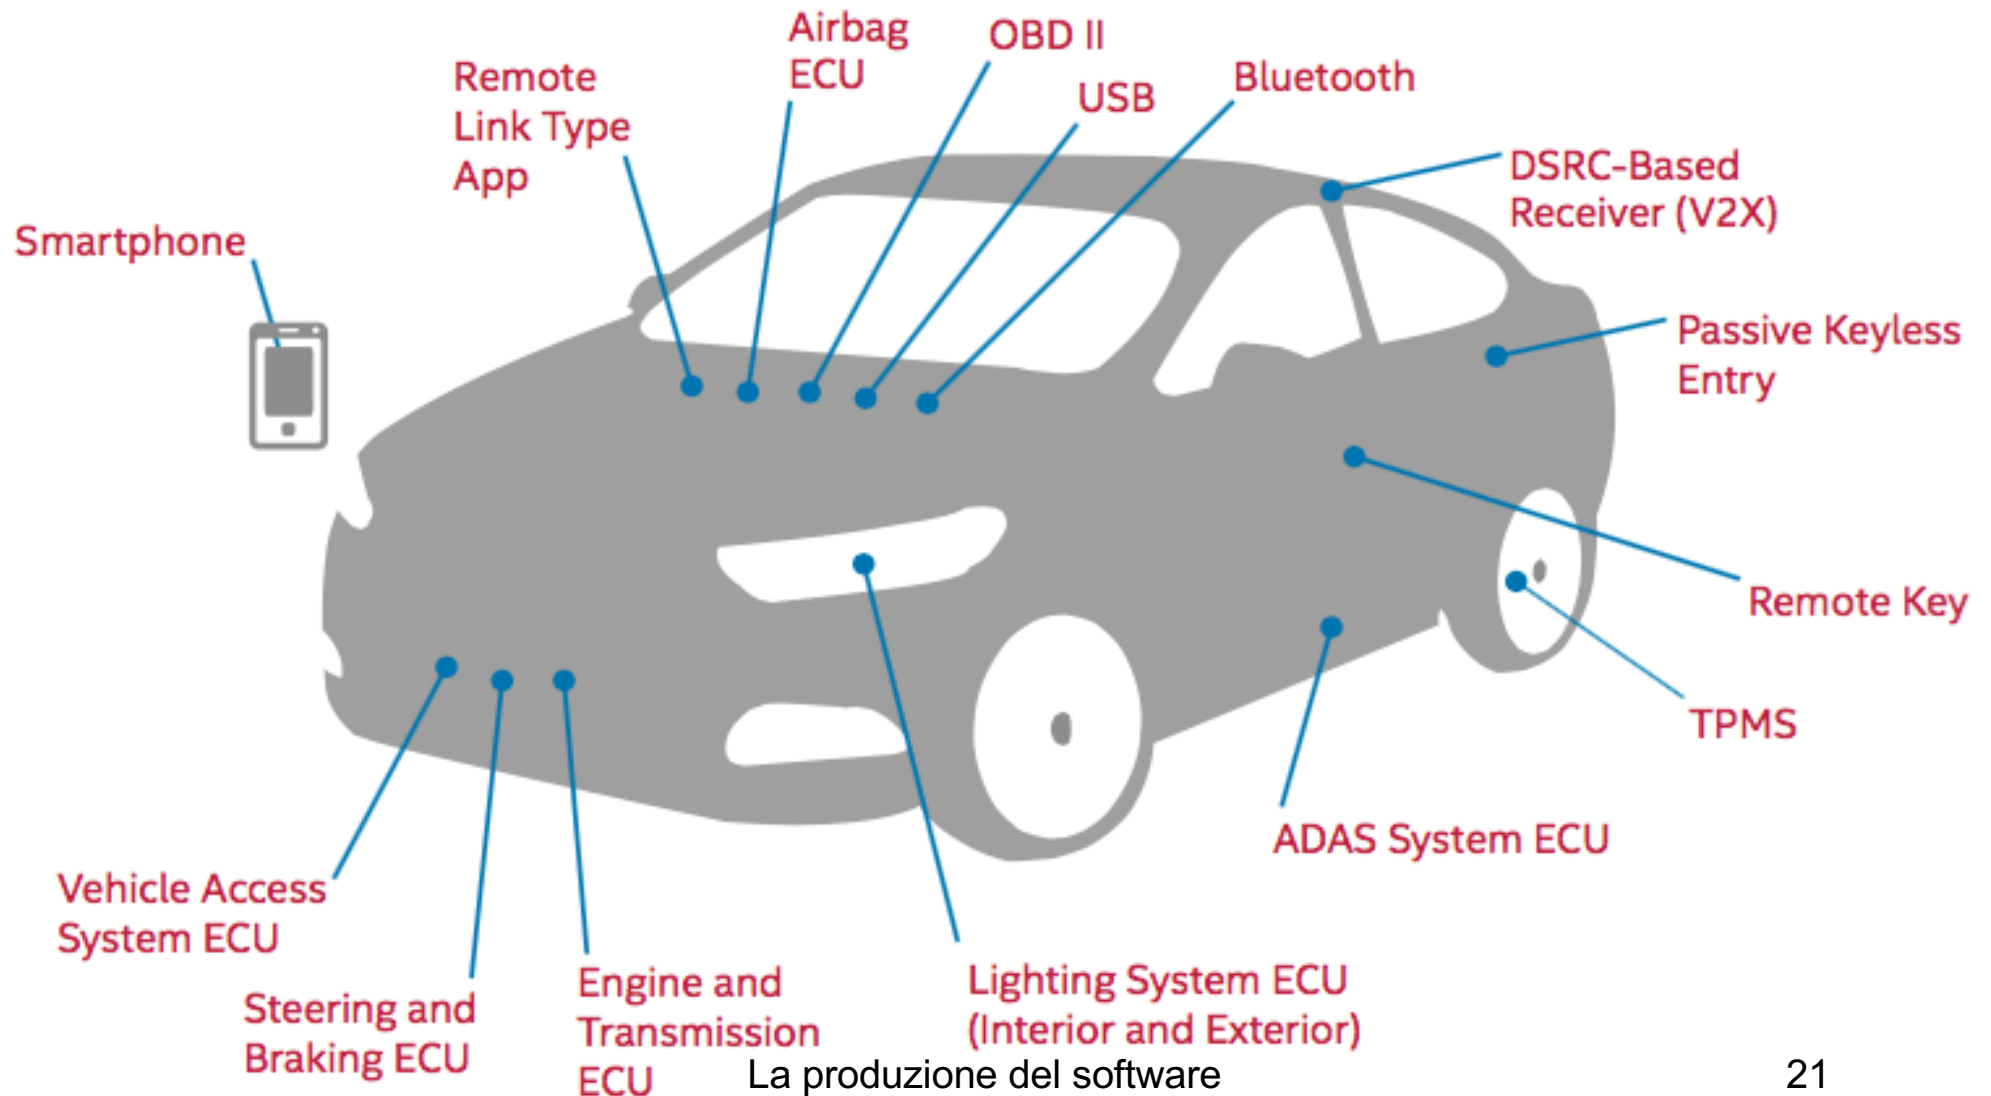 Airbag
ECU
OBD II
Remote
Link Type
App
USB
Bluetooth
DSRC-Based
Receiver (V2X)
Smartphone
Passive Keyless
Entry
Remote Key
TPMS
ADAS System ECU
Vehicle Access
System ECU
Steering and
Braking ECU
Engine and
Transmission
ECU
Lighting System ECU
(Interior and Exterior)
La produzione del software
21